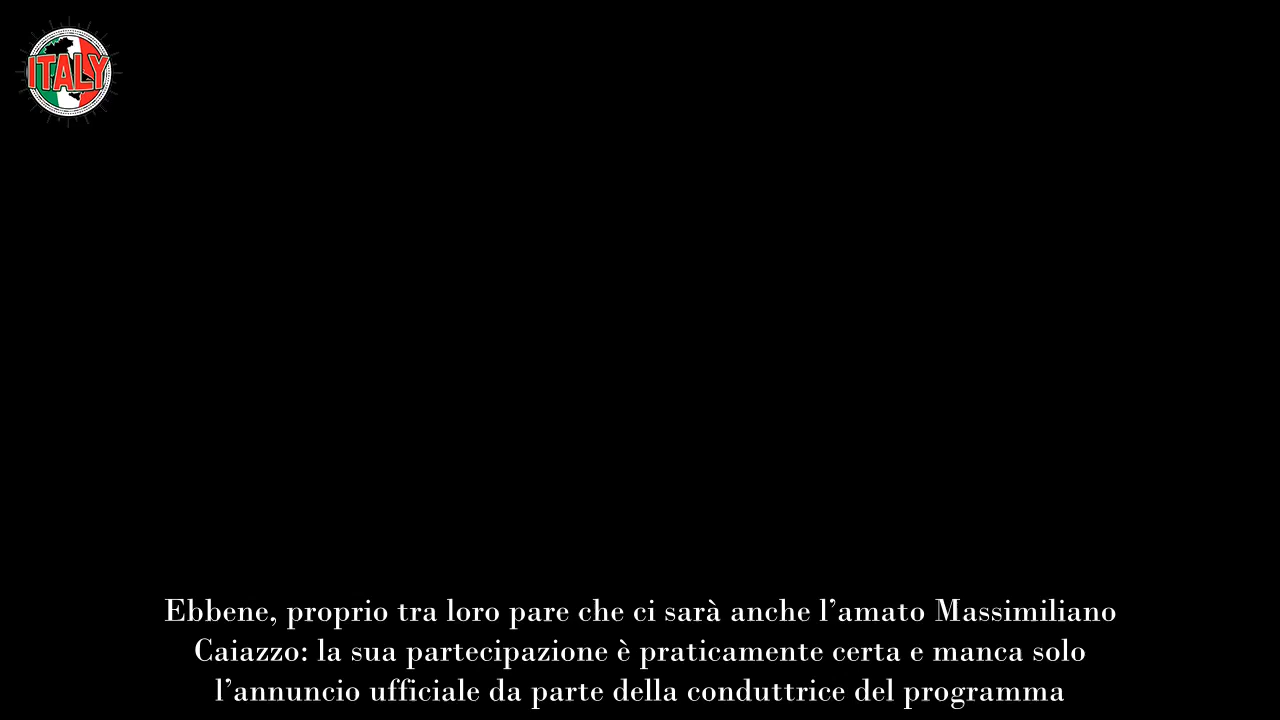 ITALY
Ebbene, proprio tra loro pare che ci sarà anche l’amato Massimiliano
Caiazzo: la sua partecipazione è praticamente certa e manca solo
l’annuncio ufficiale da parte della conduttrice del programma